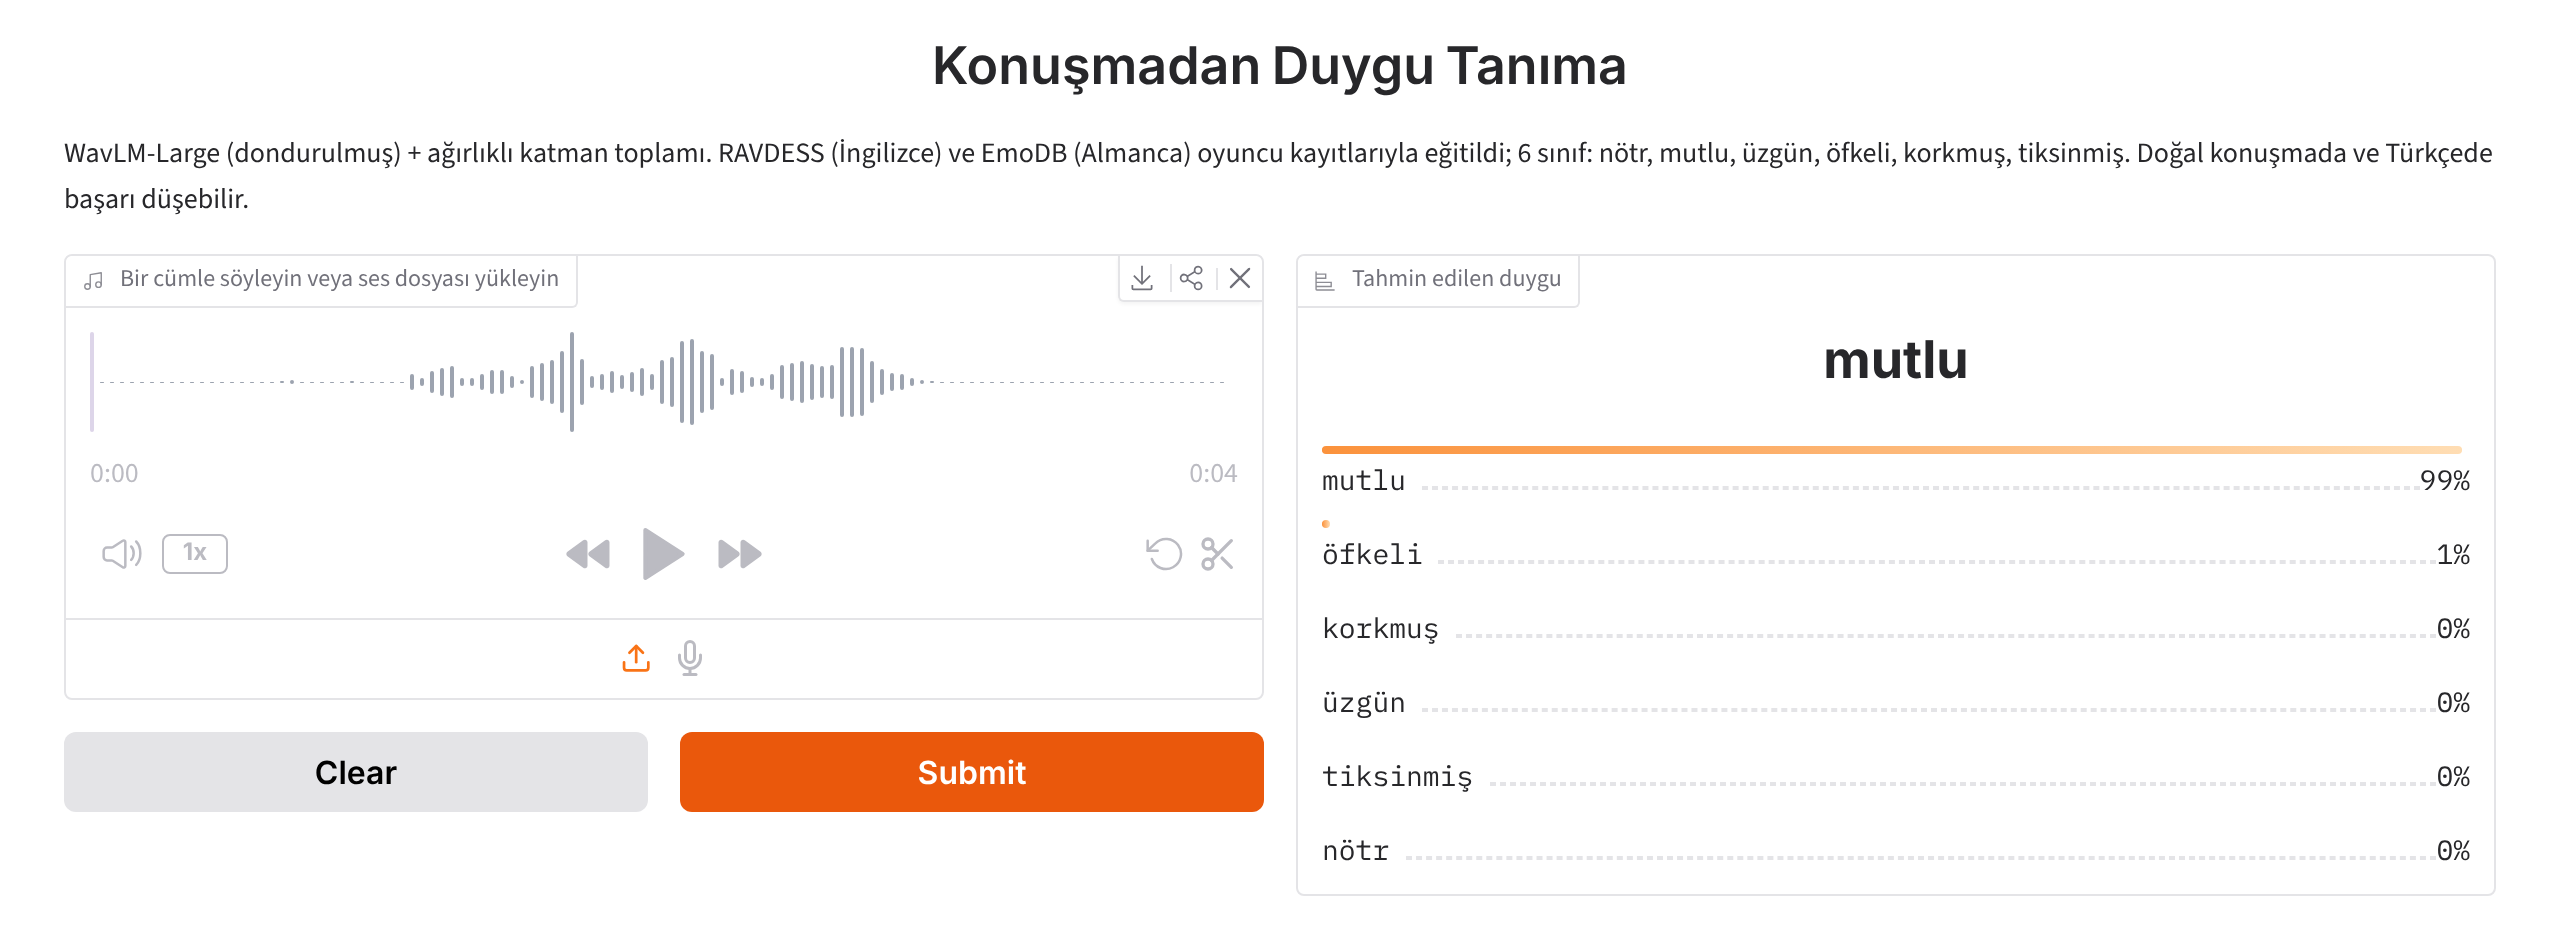 Konuşmadan Duygu Tanıma
WavLM-Large (dondurulmuş) + ağırlıklı katman toplamı. RAVDESS (İngilizce) ve EmoDB (Almanca) oyuncu kayıtlarıyla eğitildi; 6 sınıf: nötr, mutlu, üzgün, öfkeli, korkmuş, tiksinmiş. Doğal konuşmada ve Türkçede
başarı düşebilir.
Bir cümle söyleyin veya ses dosyası yükleyin
0:00 0:04
1x
Clear Submit
Tahmin edilen duygu
mutlu
mutlu 99%
öfkeli 1%
korkmuş 0%
üzgün 0%
tiksinmiş 0%
nötr 0%